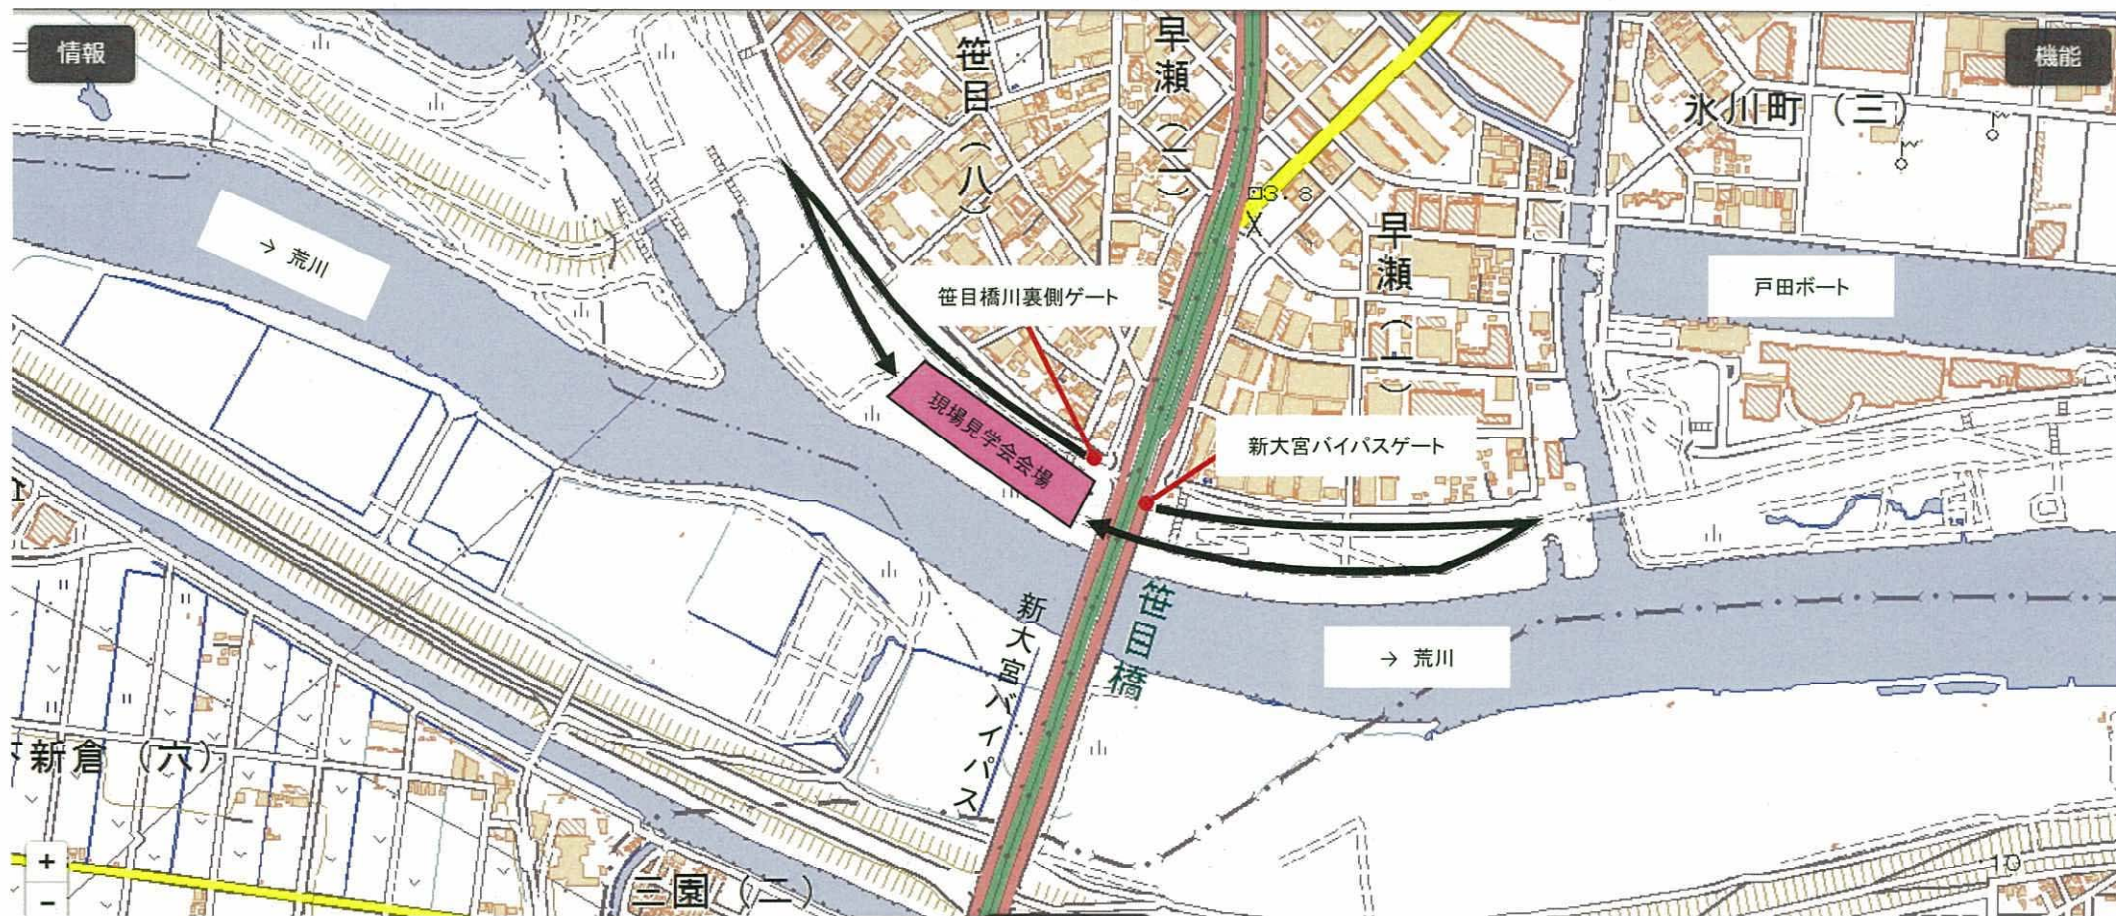 情報
機能
笹目（八）
早瀬（二）
氷川町（三）
3.8
早瀬（一）
→ 荒川
笹目橋川裏側ゲート
戸田ボート
現場見学会会場
新大宮バイパスゲート
新大宮バイパス
笹目橋
→ 荒川
新倉（六）
三園（二）
10
+
−